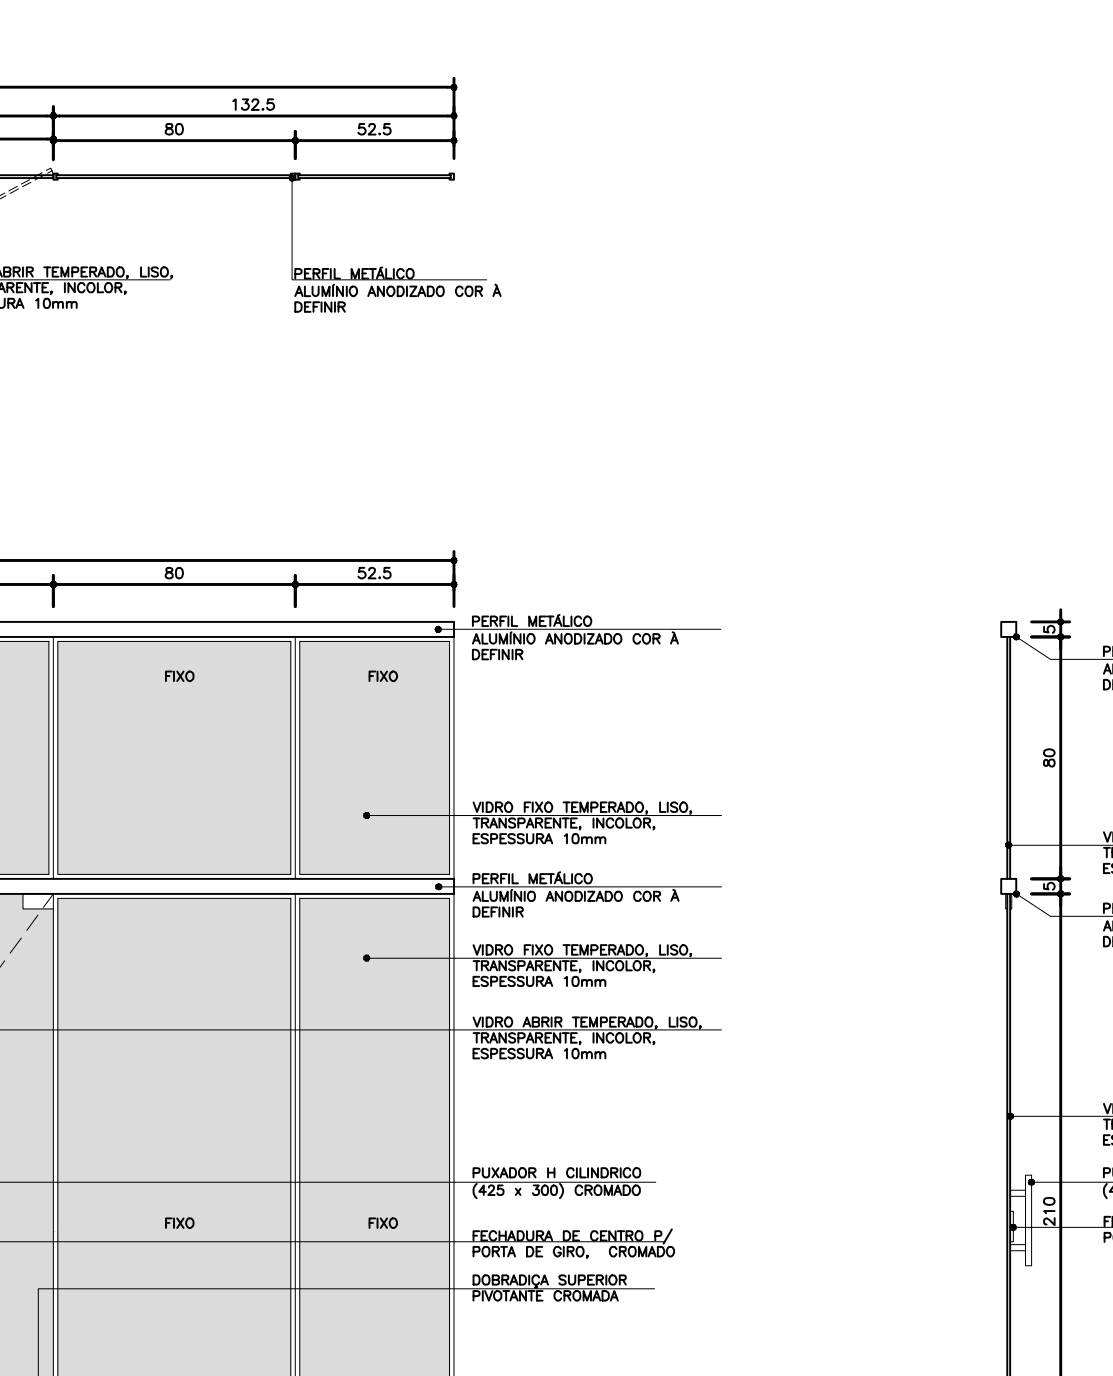 132.5
80
52.5
ABRIR TEMPERADO, LISO,
INCOLOR,
10mm
PERFIL METÁLICO
ALUMÍNIO ANODIZADO COR À
DEFINIR
80
52.5
PERFIL METÁLICO
ALUMÍNIO ANODIZADO COR À
DEFINIR
5
FIXO
FIXO
80
VIDRO FIXO TEMPERADO, LISO,
TRANSPARENTE, INCOLOR,
ESPESSURA 10mm
PERFIL METÁLICO
ALUMÍNIO ANODIZADO COR À
DEFINIR
5
VIDRO FIXO TEMPERADO, LISO,
TRANSPARENTE, INCOLOR,
ESPESSURA 10mm
VIDRO ABRIR TEMPERADO, LISO,
TRANSPARENTE, INCOLOR,
ESPESSURA 10mm
PUXADOR H CILINDRICO
(425 x 300) CROMADO
210
FIXO
FIXO
FECHADURA DE CENTRO P/
PORTA DE GIRO, CROMADO
DOBRADIÇA SUPERIOR
PIVOTANTE CROMADA